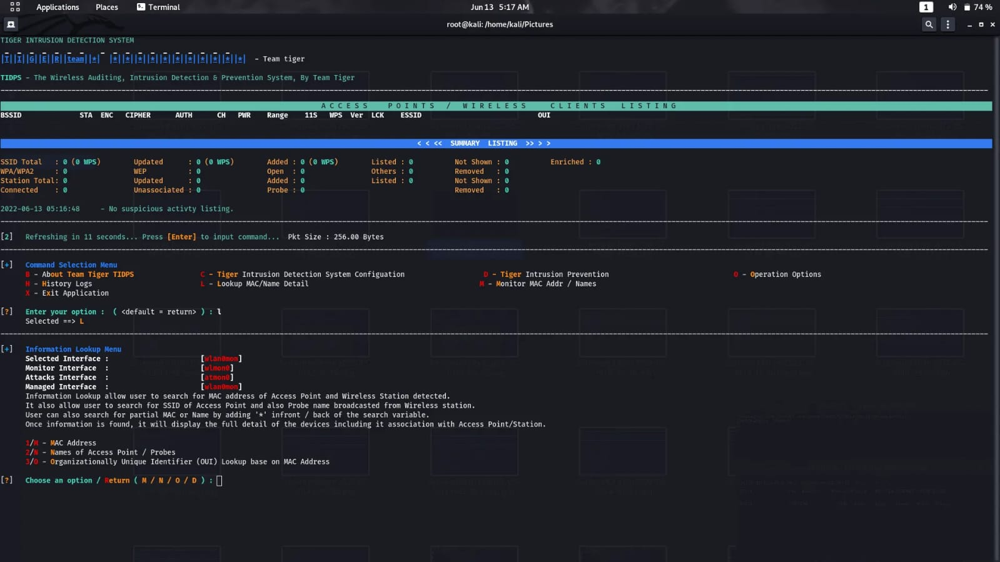 Applications Places Terminal Jun 13 5:17 AM 1 74 %
root@kali: /home/kali/Pictures
TIGER INTRUSION DETECTION SYSTEM
|T||I||G||E||R||team||*| |*||*||*||*||*||*||*||*||*||*||*| - Team tiger
TIDPS - The Wireless Auditing, Intrusion Detection & Prevention System, By Team Tiger
ACCESS POINTS / WIRELESS CLIENTS LISTING
BSSID STA ENC CIPHER AUTH CH PWR Range 11S WPS Ver LCK ESSID OUI
< < << SUMMARY LISTING >> > >
SSID Total : 0 (0 WPS) Updated : 0 (0 WPS) Added : 0 (0 WPS) Listed : 0 Not Shown : 0 Enriched : 0
WPA/WPA2 : 0 WEP : 0 Open : 0 Others : 0 Removed : 0
Station Total: 0 Updated : 0 Added : 0 Listed : 0 Not Shown : 0
Connected : 0 Unassociated : 0 Probe : 0 Removed : 0
2022-06-13 05:16:48 - No suspicious activty listing.
[2] Refreshing in 11 seconds... Press [Enter] to input command... Pkt Size : 256.00 Bytes
[+] Command Selection Menu
B - About Team Tiger TIDPS C - Tiger Intrusion Detection System Configuation D - Tiger Intrusion Prevention O - Operation Options
H - History Logs L - Lookup MAC/Name Detail M - Monitor MAC Addr / Names
X - Exit Application
[?] Enter your option : ( <default = return> ) : l
Selected ==> L
[+] Information Lookup Menu
Selected Interface : [wlan0mon]
Monitor Interface : [wlmon0]
Attacks Interface : [atmon0]
Managed Interface : [wlan0mon]
Information Lookup allow user to search for MAC address of Access Point and Wireless Station detected.
It also allow user to search for SSID of Access Point and also Probe name broadcasted from Wireless station.
User can also search for partial MAC or Name by adding '*' infront / back of the search variable.
Once information is found, it will display the full detail of the devices including it association with Access Point/Station.
1/M - MAC Address
2/N - Names of Access Point / Probes
3/O - Organizationally Unique Identifier (OUI) Lookup base on MAC Address
[?] Choose an option / Return ( M / N / O / D ) :